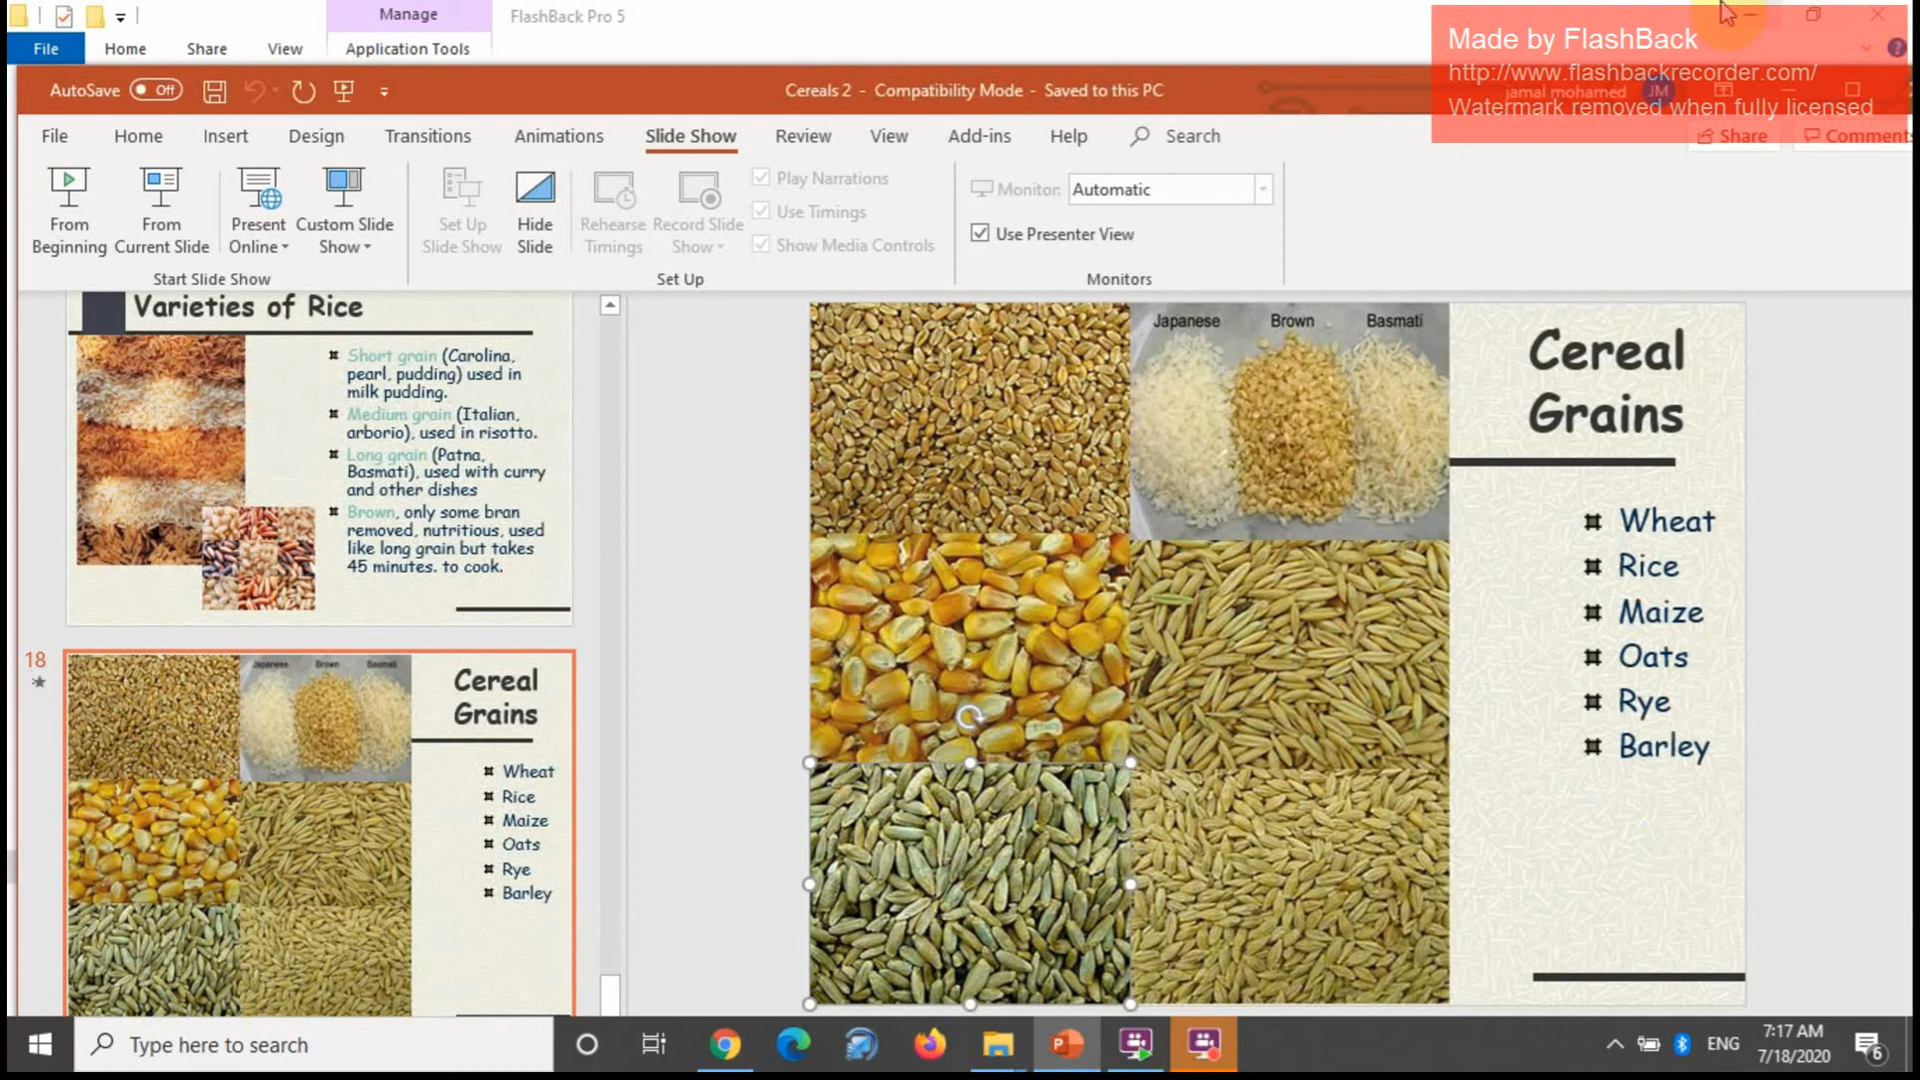 Manage
FlashBack Pro 5
File
Home
Share
View
Application Tools
Made by FlashBack
http://www.flashbackrecorder.com/
Watermark removed when fully licensed
AutoSave
Off
Cereals 2 - Compatibility Mode - Saved to this PC
jamal mohamed
JM
File
Home
Insert
Design
Transitions
Animations
Slide Show
Review
View
Add-ins
Help
Search
Share
Comments
From
Beginning
From
Current Slide
Present
Online
Custom Slide
Show
Set Up
Slide Show
Hide
Slide
Rehearse
Timings
Record Slide
Show
Play Narrations
Use Timings
Show Media Controls
Monitor:
Automatic
Use Presenter View
Start Slide Show
Set Up
Monitors
Varieties of Rice
Short grain (Carolina,
pearl, pudding) used in
milk pudding.
Medium grain (Italian,
arborio), used in risotto.
Long grain (Patna,
Basmati), used with curry
and other dishes
Brown, only some bran
removed, nutritious, used
like long grain but takes
45 minutes. to cook.
18
Japanese
Brown
Basmati
Cereal
Grains
Wheat
Rice
Maize
Oats
Rye
Barley
Japanese
Brown
Basmati
Cereal
Grains
Wheat
Rice
Maize
Oats
Rye
Barley
Type here to search
ENG
7:17 AM
7/18/2020
6